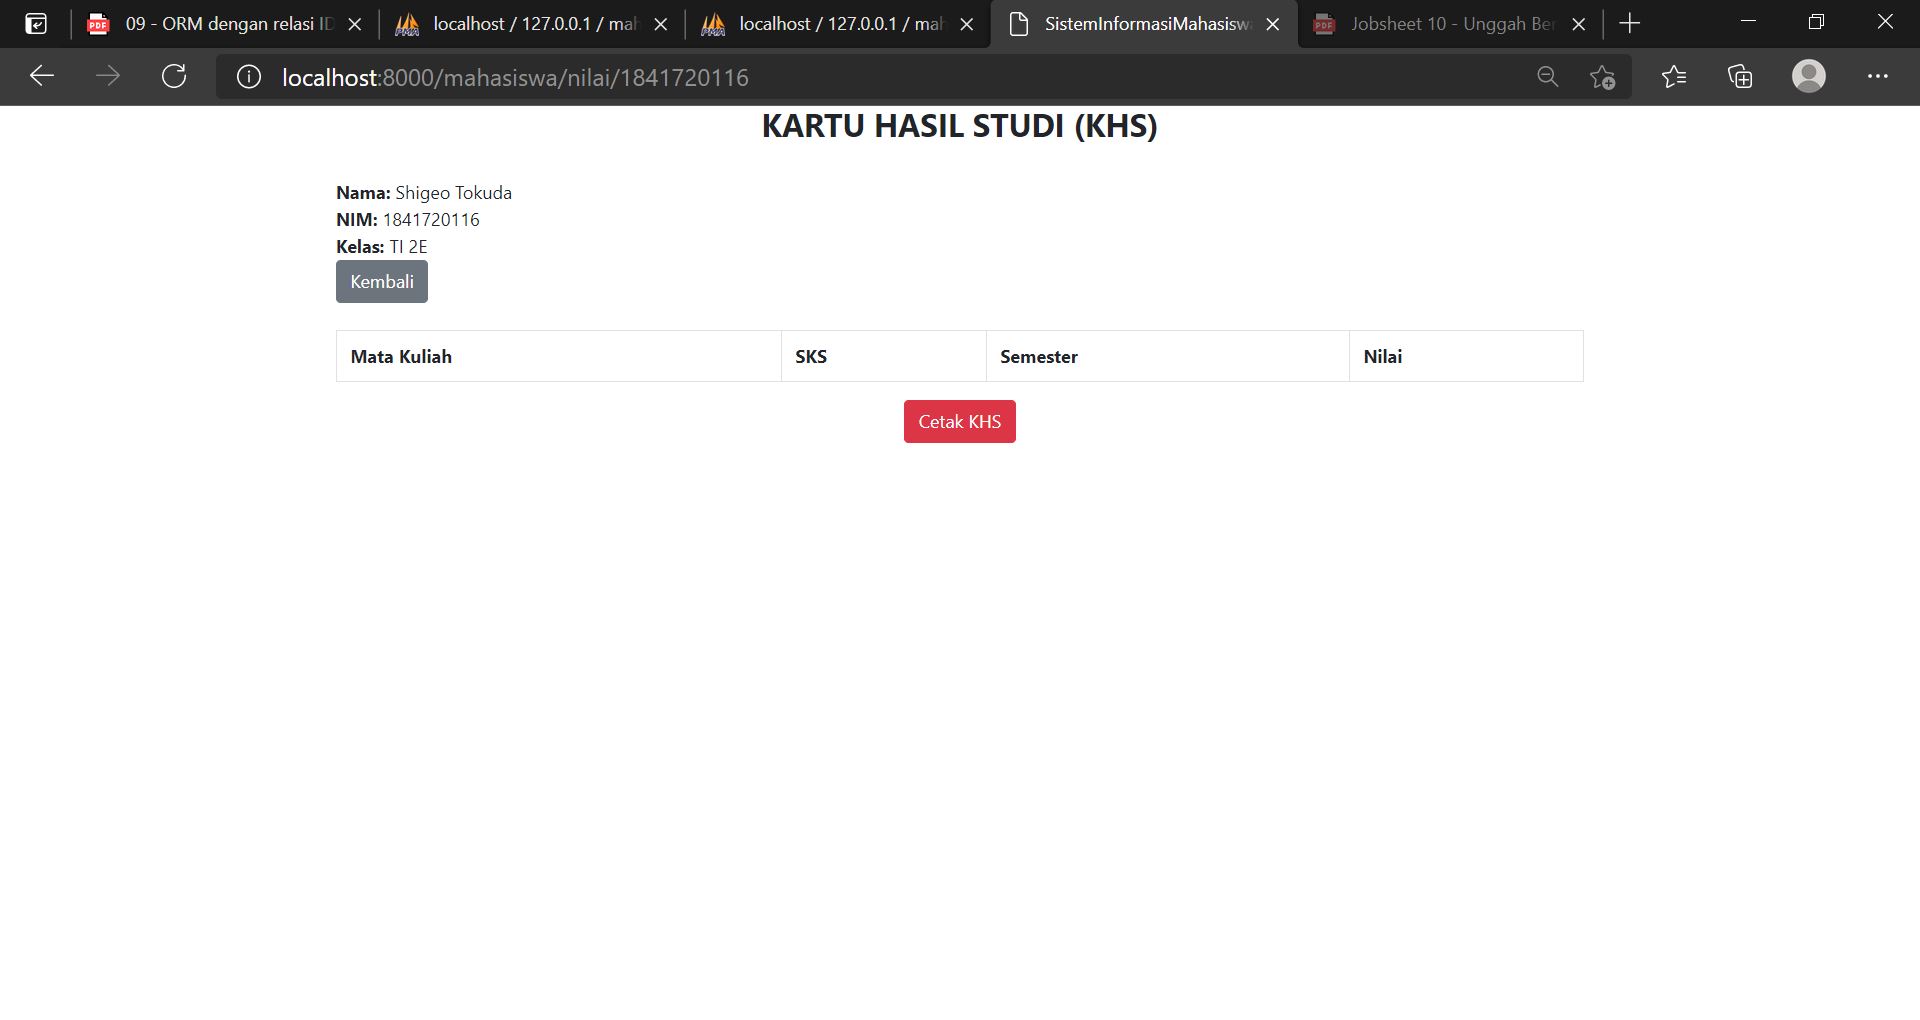 09 - ORM dengan relasi
localhost / 127.0.0.1 / mah
localhost / 127.0.0.1 / mah
SistemInformasiMahasisw
Jobsheet 10 - Unggah Ber
localhost:8000/mahasiswa/nilai/1841720116
KARTU HASIL STUDI (KHS)
Nama: Shigeo Tokuda
NIM: 1841720116
Kelas: TI 2E
Kembali
Mata Kuliah SKS Semester Nilai
Cetak KHS